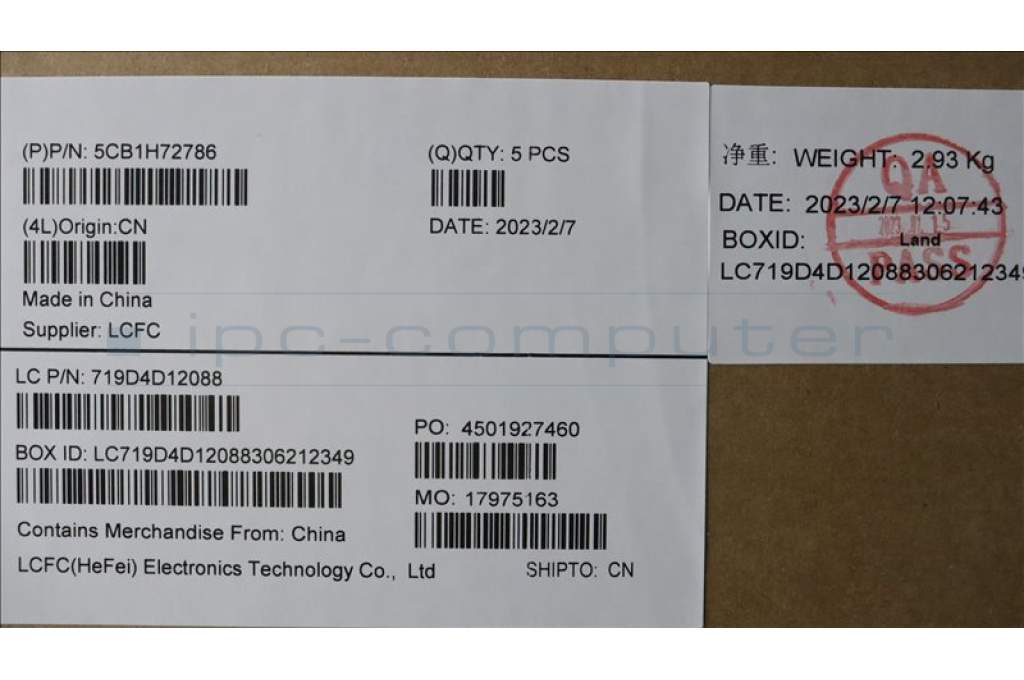 (P)P/N: 5CB1H72786
(Q)QTY: 5 PCS
(4L)Origin:CN
DATE: 2023/2/7
Made in China
Supplier: LCFC
净重: WEIGHT: 2.93 Kg
DATE: 2023/2/7 12:07:43
BOXID: Land
LC719D4D12088306212349
QA
PASS
ipc-computer
LC P/N: 719D4D12088
PO: 4501927460
BOX ID: LC719D4D12088306212349
MO: 17975163
Contains Merchandise From: China
LCFC(HeFei) Electronics Technology Co., Ltd
SHIPTO: CN